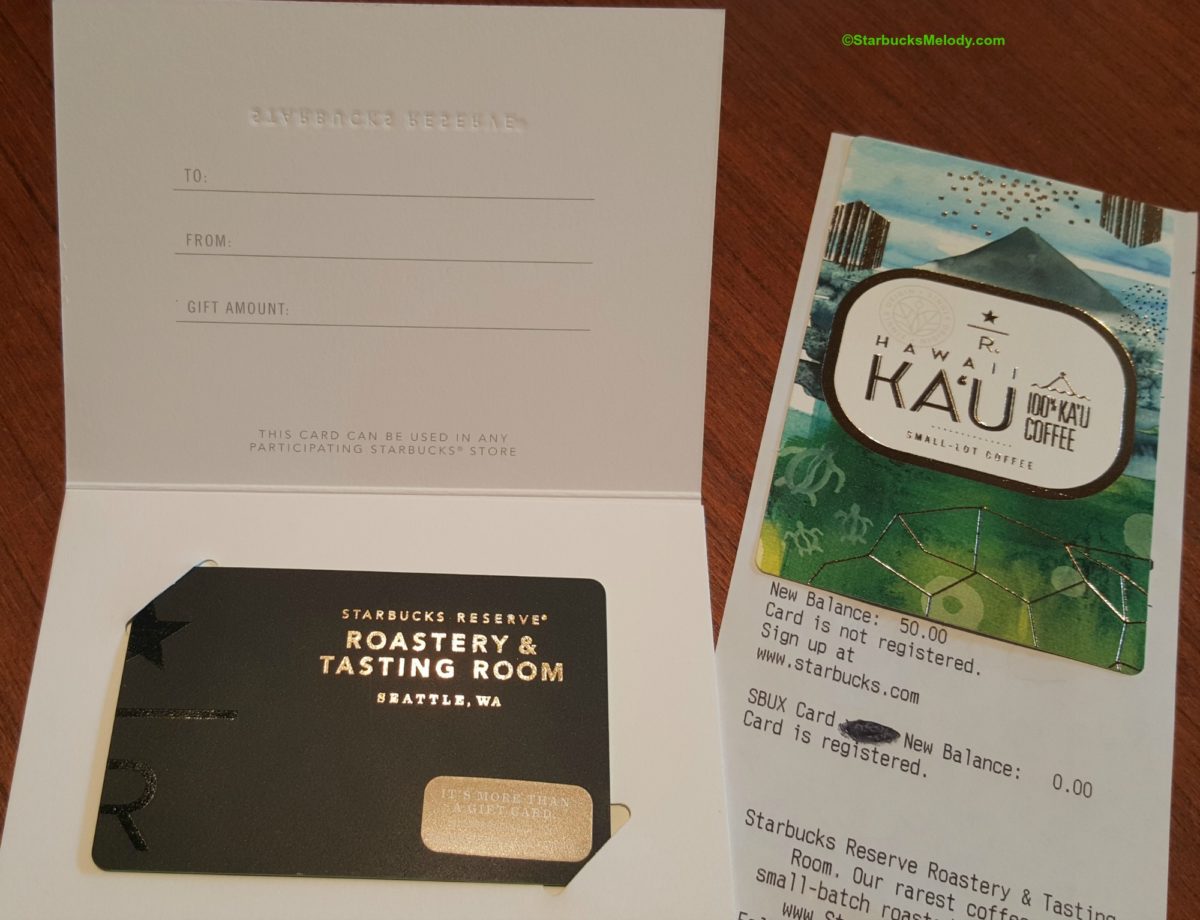 ©StarbucksMelody.com
STARBUCKS RESERVE
TO:
FROM:
GIFT AMOUNT:
THIS CARD CAN BE USED IN ANY
PARTICIPATING STARBUCKS® STORE
STARBUCKS RESERVE®
ROASTERY &
TASTING ROOM
SEATTLE, WA
IT'S MORE THAN
A GIFT CARD.
R
R.
HAWAII
KA'U
100% KA'U
COFFEE
SMALL-LOT COFFEE
New Balance: 50.00
Card is not registered.
Sign up at
www.starbucks.com
SBUX Card New Balance: 0.00
Card is registered.
Starbucks Reserve Roastery & Tasting
Room. Our rarest
small-batch
www